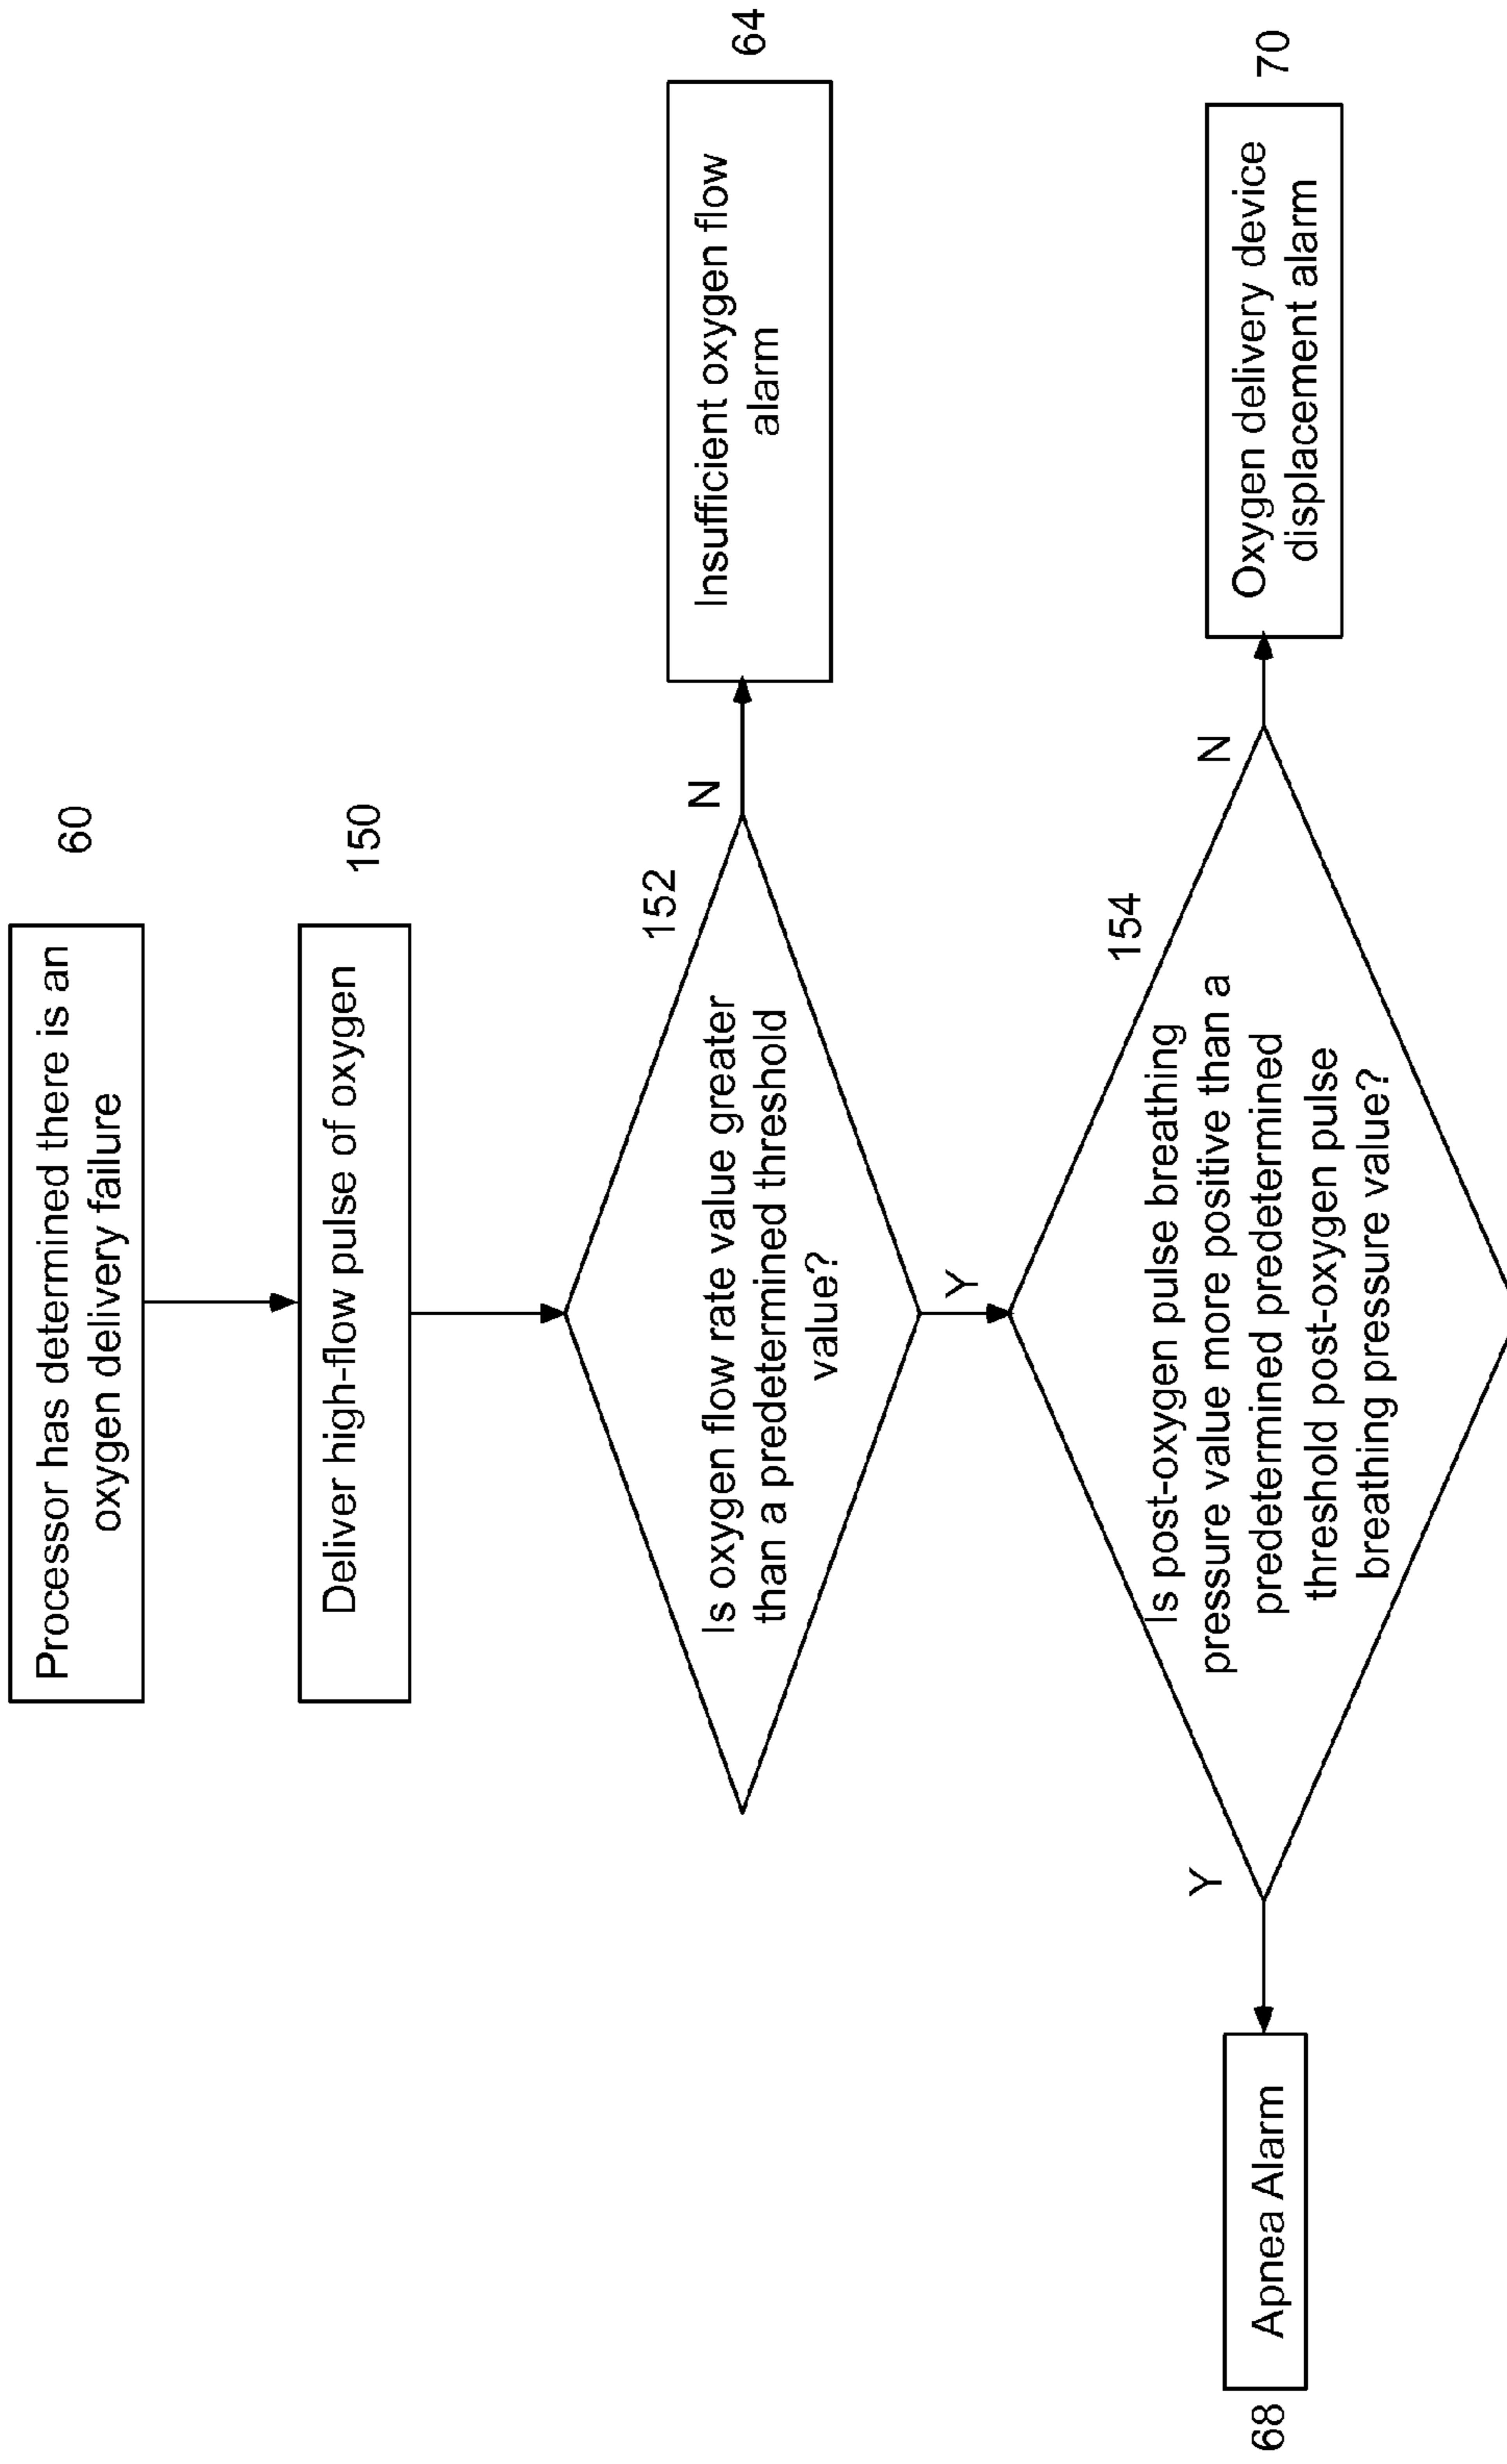 Processor has determined there is an
oxygen delivery failure
60
Deliver high-flow pulse of oxygen
150
152
Is oxygen flow rate value greater
than a predetermined threshold
value?
N
Insufficient oxygen flow
alarm
64
Y
154
Is post-oxygen pulse breathing
pressure value more positive than a
predetermined predetermined
threshold post-oxygen pulse
breathing pressure value?
Y
68
Apnea Alarm
N
Oxygen delivery device
displacement alarm
70